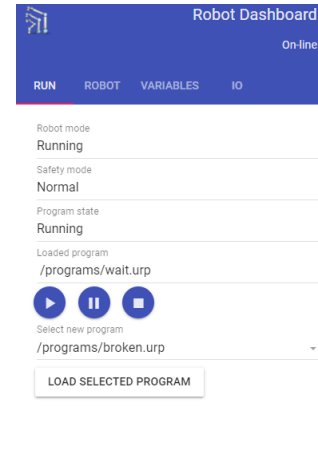 Robot Dashboard
On-line
RUN ROBOT VARIABLES IO
Robot mode
Running
Safety mode
Normal
Program state
Running
Loaded program
/programs/wait.urp
Select new program
/programs/broken.urp
LOAD SELECTED PROGRAM